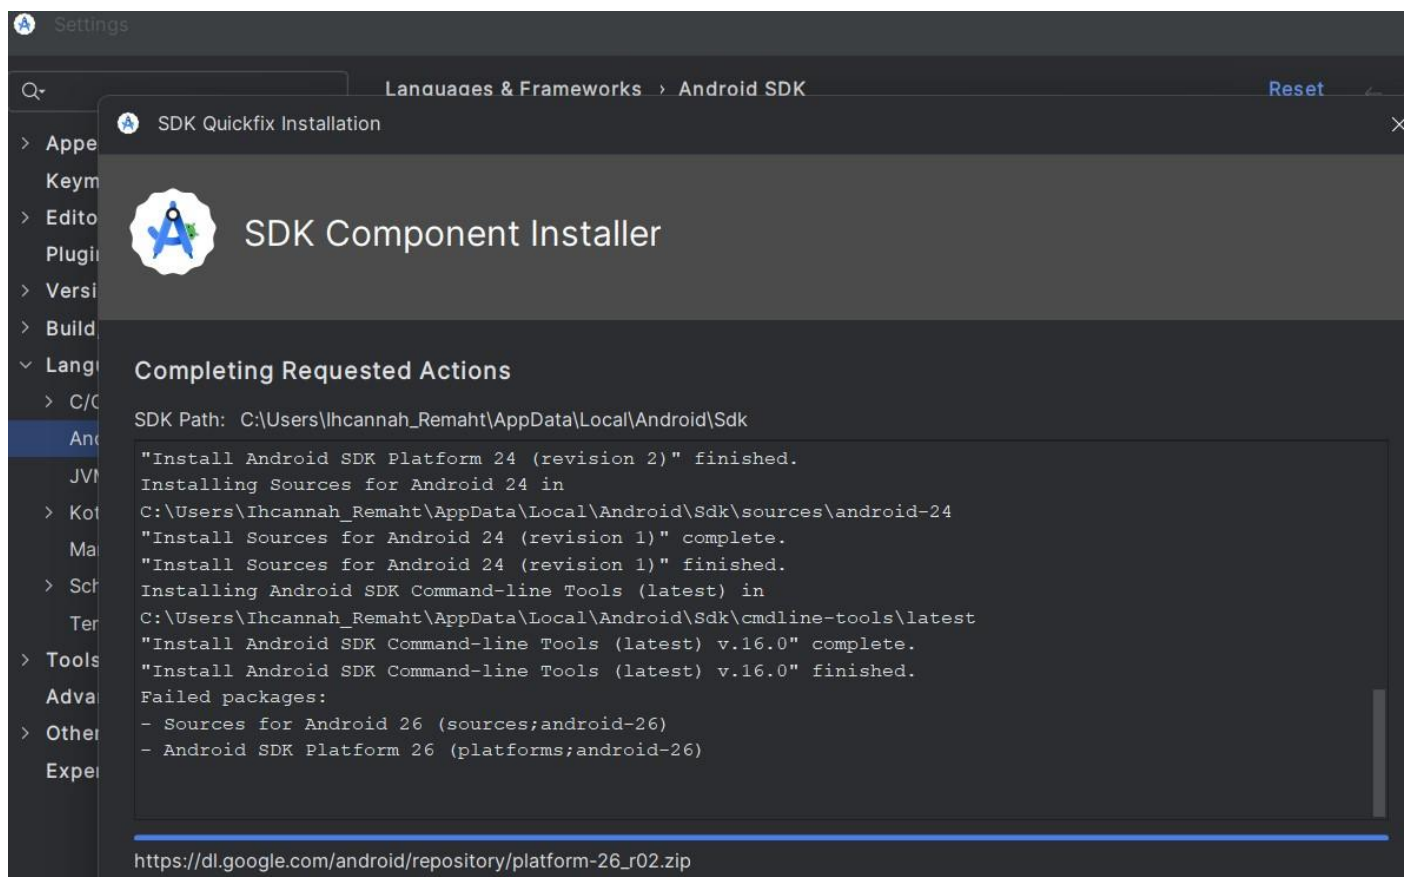 Settings
Languages & Frameworks › Android SDK
Reset
SDK Quickfix Installation
Appe
Keym
Edito
Plugi
Versi
Build
Lang
C/C
And
JVM
Kot
Mar
Sch
Ter
Tools
Adva
Other
Exper
SDK Component Installer
Completing Requested Actions
SDK Path: C:\Users\Ihcannah_Remaht\AppData\Local\Android\Sdk
"Install Android SDK Platform 24 (revision 2)" finished.
Installing Sources for Android 24 in
C:\Users\Ihcannah_Remaht\AppData\Local\Android\Sdk\sources\android-24
"Install Sources for Android 24 (revision 1)" complete.
"Install Sources for Android 24 (revision 1)" finished.
Installing Android SDK Command-line Tools (latest) in
C:\Users\Ihcannah_Remaht\AppData\Local\Android\Sdk\cmdline-tools\latest
"Install Android SDK Command-line Tools (latest) v.16.0" complete.
"Install Android SDK Command-line Tools (latest) v.16.0" finished.
Failed packages:
- Sources for Android 26 (sources;android-26)
- Android SDK Platform 26 (platforms;android-26)
https://dl.google.com/android/repository/platform-26_r02.zip